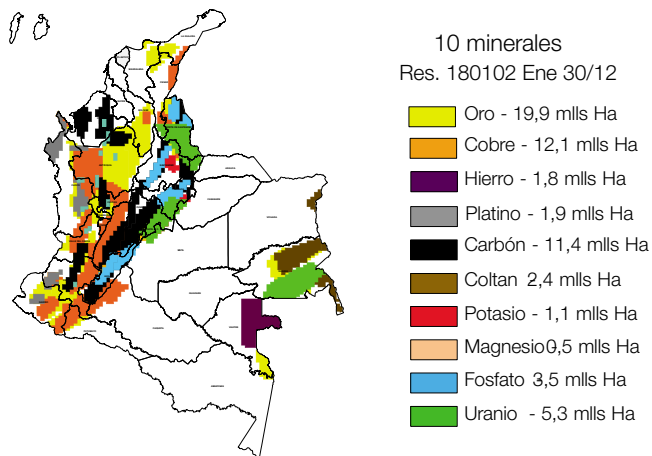 10 minerales
Res. 180102 Ene 30/12
Oro - 19,9 mlls Ha
Cobre - 12,1 mlls Ha
Hierro - 1,8 mlls Ha
Platino - 1,9 mlls Ha
Carbón - 11,4 mlls Ha
Coltan 2,4 mlls Ha
Potasio - 1,1 mlls Ha
Magnesio 0,5 mlls Ha
Fosfato 3,5 mlls Ha
Uranio - 5,3 mlls Ha